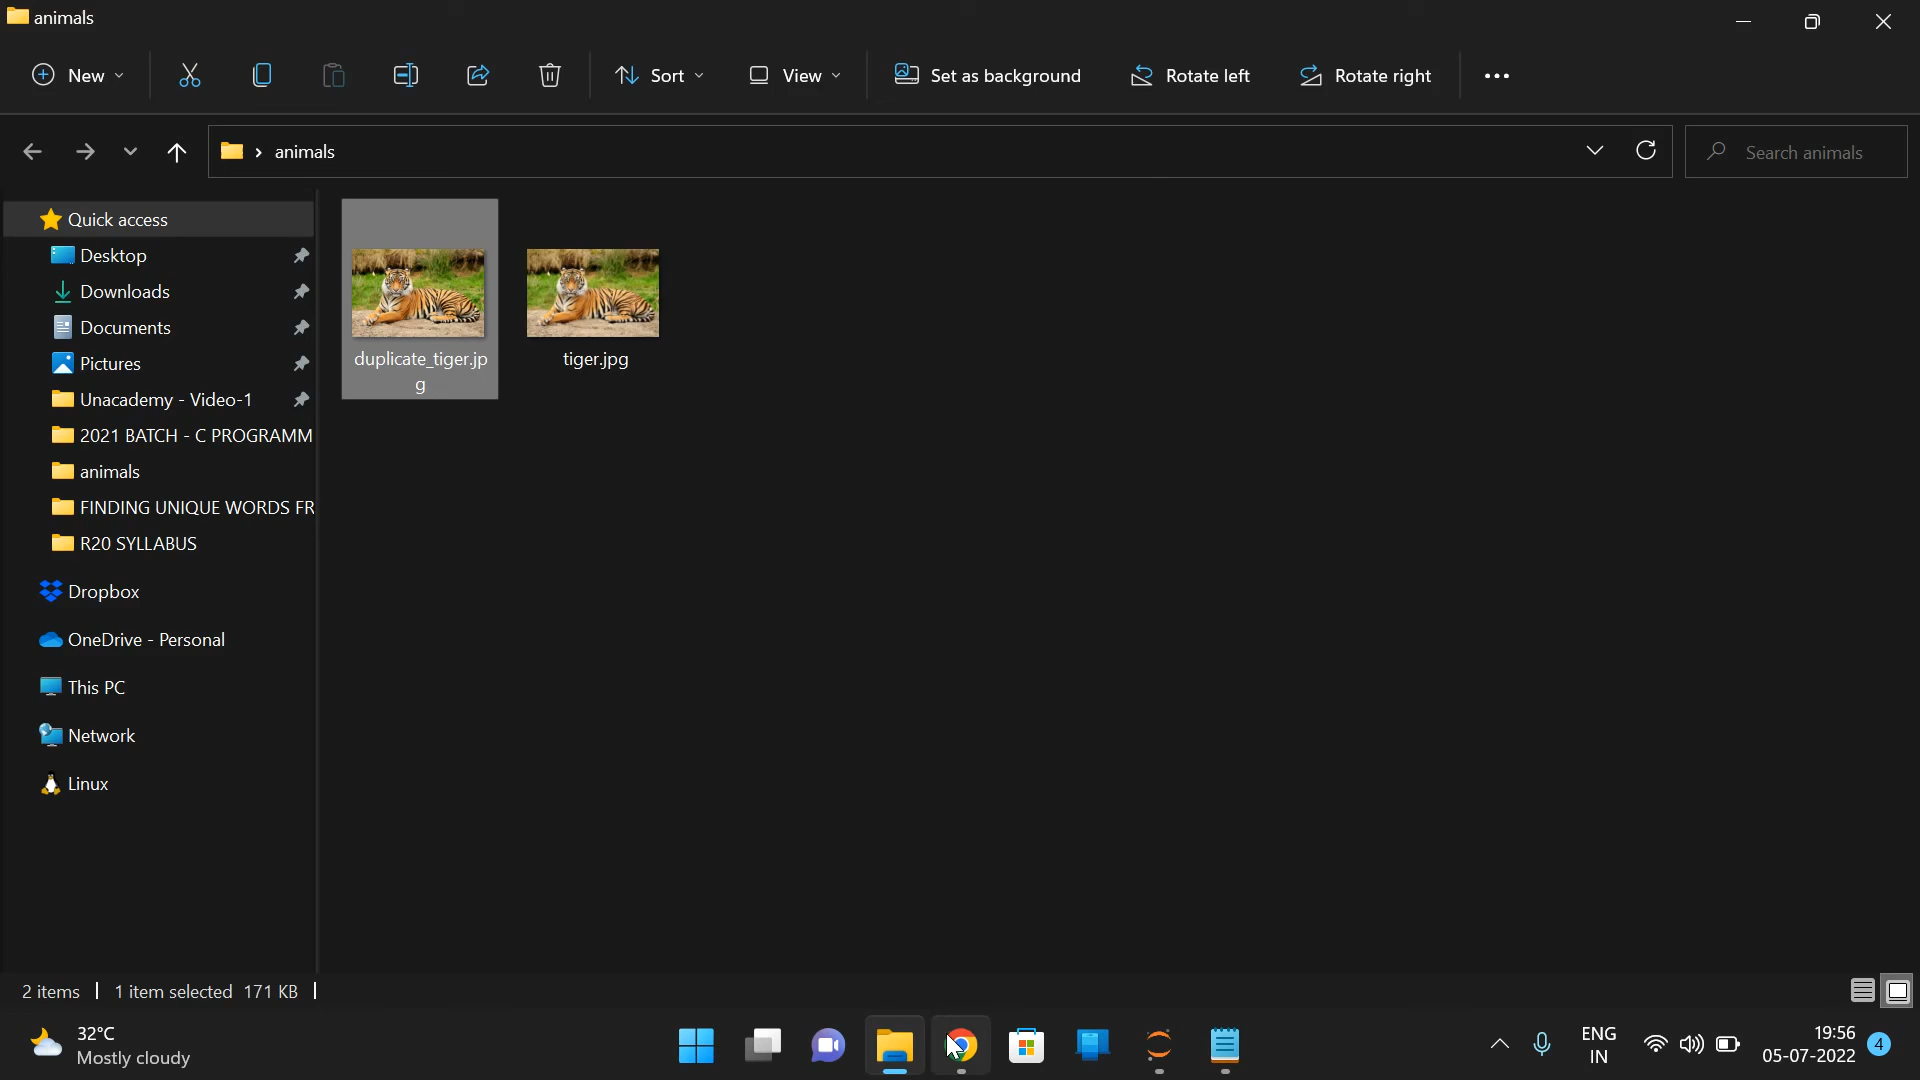 animals
New
Sort
View
Set as background
Rotate left
Rotate right
animals
Search animals
Quick access
Desktop
Downloads
Documents
Pictures
Unacademy - Video-1
2021 BATCH - C PROGRAMM
animals
FINDING UNIQUE WORDS FR
R20 SYLLABUS
Dropbox
OneDrive - Personal
This PC
Network
Linux
duplicate_tiger.jp
g
tiger.jpg
2 items
1 item selected 171 KB
32°C
Mostly cloudy
ENG
IN
19:56
05-07-2022
4